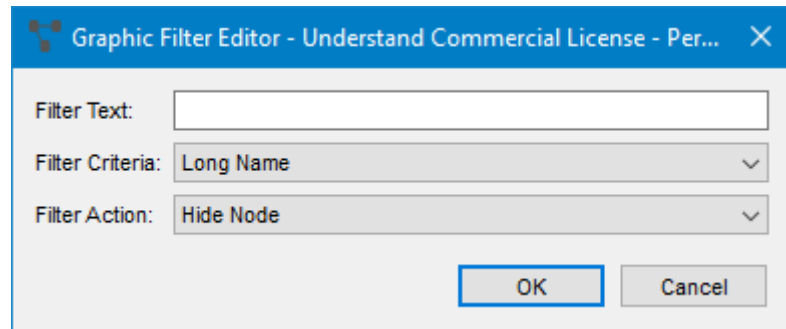 Graphic Filter Editor - Understand Commercial License - Per...
Filter Text:
Filter Criteria: Long Name
Filter Action: Hide Node
OK Cancel